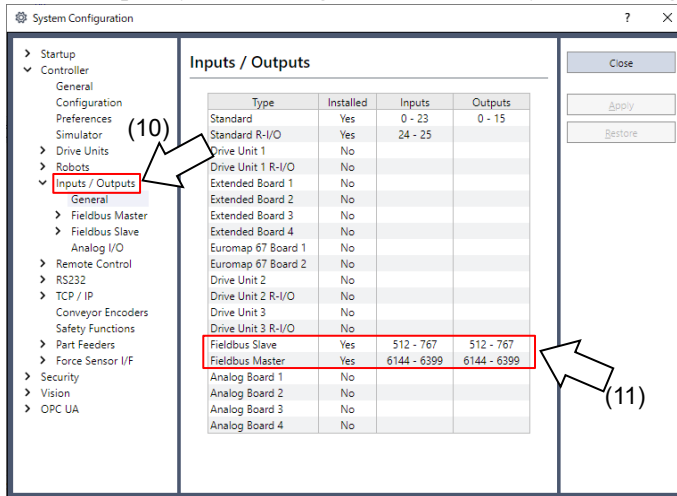 System Configuration
? ×
Startup
Controller
General
Configuration
Preferences
Simulator
Drive Units
Robots
Inputs / Outputs
General
Fieldbus Master
Fieldbus Slave
Analog I/O
Remote Control
RS232
TCP / IP
Conveyor Encoders
Safety Functions
Part Feeders
Force Sensor I/F
Security
Vision
OPC UA
(10)
Inputs / Outputs
Type Installed Inputs Outputs
Standard Yes 0 - 23 0 - 15
Standard R-I/O Yes 24 - 25
Drive Unit 1 No
Drive Unit 1 R-I/O No
Extended Board 1 No
Extended Board 2 No
Extended Board 3 No
Extended Board 4 No
Euromap 67 Board 1 No
Euromap 67 Board 2 No
Drive Unit 2 No
Drive Unit 2 R-I/O No
Drive Unit 3 No
Drive Unit 3 R-I/O No
Fieldbus Slave Yes 512 - 767 512 - 767
Fieldbus Master Yes 6144 - 6399 6144 - 6399
Analog Board 1 No
Analog Board 2 No
Analog Board 3 No
Analog Board 4 No
(11)
Close
Apply
Restore